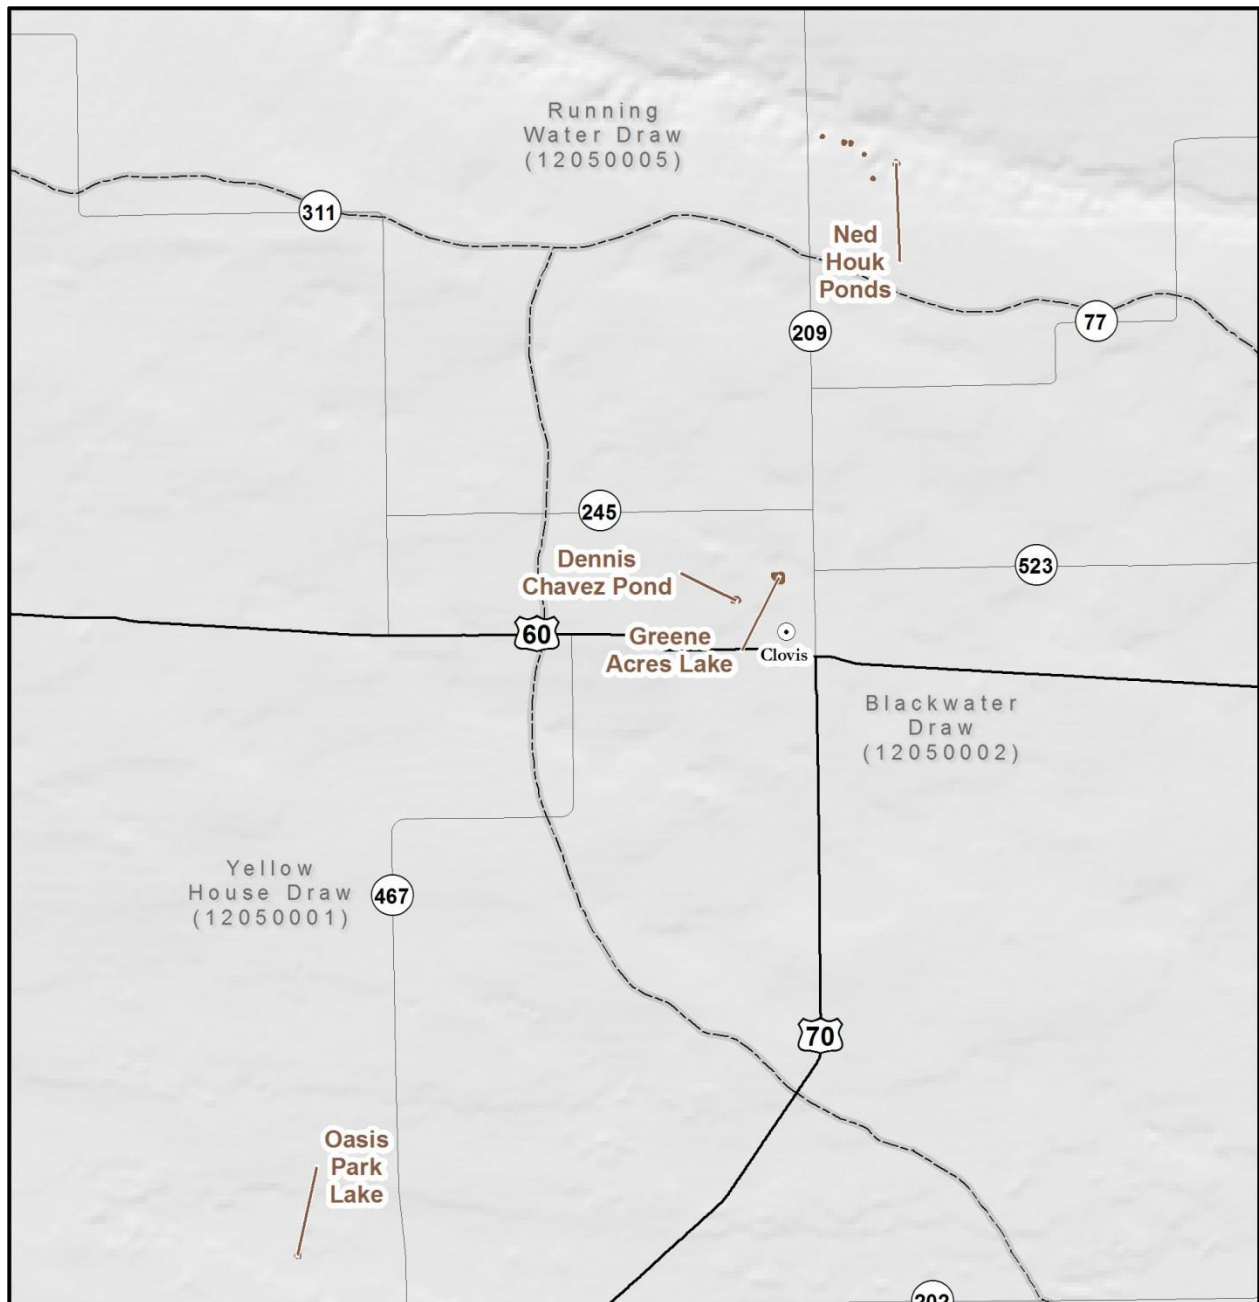 Running
Water Draw
(12050005)
311
Ned
Houk
Ponds
77
209
245
523
Dennis
Chavez Pond
60
Greene
Acres Lake
Clovis
Blackwater
Draw
(12050002)
Yellow
House Draw
(12050001)
467
70
Oasis
Park
Lake
202